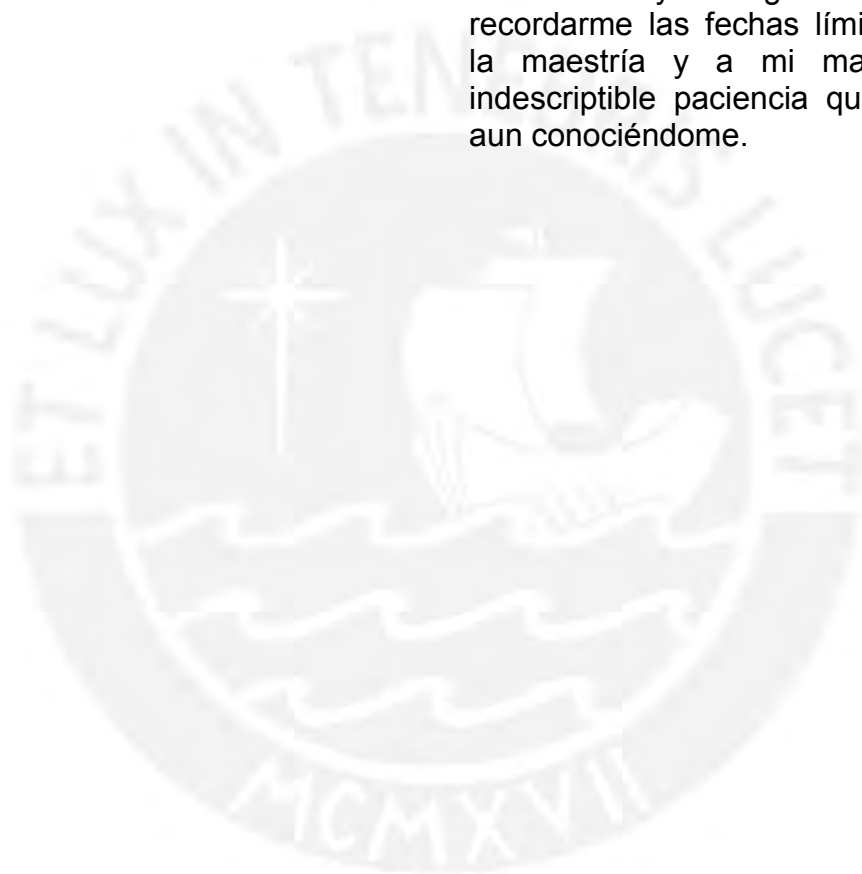 recordarme las fechas lími
la maestría y a mi ma
indescriptible paciencia qu
aun conociéndome.
ET LUX IN TENEBRIS LUCET
MCMXVII